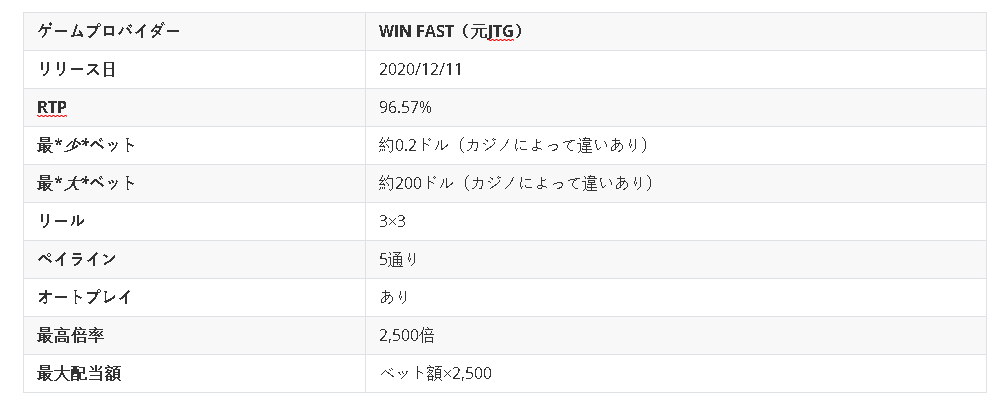 ゲームプロバイダー WIN FAST（元JTG）
リリース日 2020/12/11
RTP 96.57%
最*少*ベット 約0.2ドル（カジノによって違いあり）
最*大*ベット 約200ドル（カジノによって違いあり）
リール 3×3
ペイライン 5通り
オートプレイ あり
最高倍率 2,500倍
最大配当額 ベット額×2,500